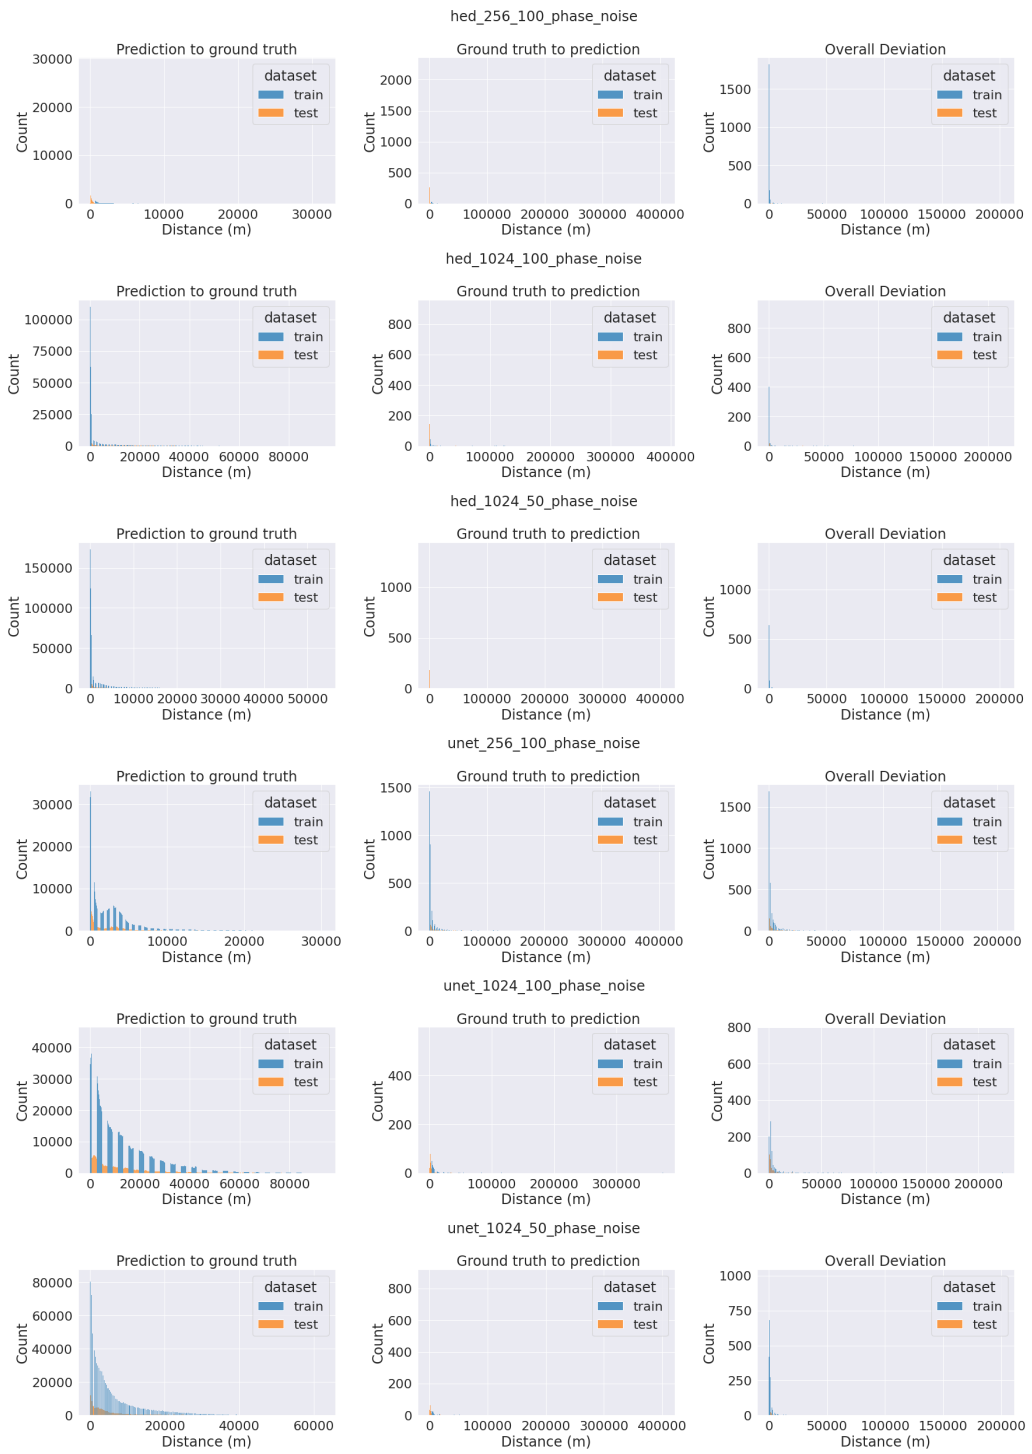 hed_256_100_phase_noise
Prediction to ground truth
Ground truth to prediction
Overall Deviation
30000
20000
10000
0
Count
dataset
train
test
0 10000 20000 30000
Distance (m)
2000
1500
1000
500
0
Count
dataset
train
test
0 100000 200000 300000 400000
Distance (m)
1500
1000
500
0
Count
dataset
train
test
0 50000 100000 150000 200000
Distance (m)
hed_1024_100_phase_noise
Prediction to ground truth
Ground truth to prediction
Overall Deviation
100000
75000
50000
25000
0
Count
dataset
train
test
0 20000 40000 60000 80000
Distance (m)
800
600
400
200
0
Count
dataset
train
test
0 100000 200000 300000 400000
Distance (m)
800
600
400
200
0
Count
dataset
train
test
0 50000 100000 150000 200000
Distance (m)
hed_1024_50_phase_noise
Prediction to ground truth
Ground truth to prediction
Overall Deviation
150000
100000
50000
0
Count
dataset
train
test
0 10000 20000 30000 40000 50000
Distance (m)
1000
500
0
Count
dataset
train
test
0 100000 200000 300000 400000
Distance (m)
1000
500
0
Count
dataset
train
test
0 50000 100000 150000 200000
Distance (m)
unet_256_100_phase_noise
Prediction to ground truth
Ground truth to prediction
Overall Deviation
30000
20000
10000
0
Count
dataset
train
test
0 10000 20000 30000
Distance (m)
1500
1000
500
0
Count
dataset
train
test
0 100000 200000 300000 400000
Distance (m)
1500
1000
500
0
Count
dataset
train
test
0 50000 100000 150000 200000
Distance (m)
unet_1024_100_phase_noise
Prediction to ground truth
Ground truth to prediction
Overall Deviation
40000
30000
20000
10000
0
Count
dataset
train
test
0 20000 40000 60000 80000
Distance (m)
400
200
0
Count
dataset
train
test
0 100000 200000 300000
Distance (m)
800
600
400
200
0
Count
dataset
train
test
0 50000 100000 150000 200000
Distance (m)
unet_1024_50_phase_noise
Prediction to ground truth
Ground truth to prediction
Overall Deviation
80000
60000
40000
20000
0
Count
dataset
train
test
0 20000 40000 60000
Distance (m)
800
600
400
200
0
Count
dataset
train
test
0 100000 200000 300000 400000
Distance (m)
1000
750
500
250
0
Count
dataset
train
test
0 50000 100000 150000 200000
Distance (m)